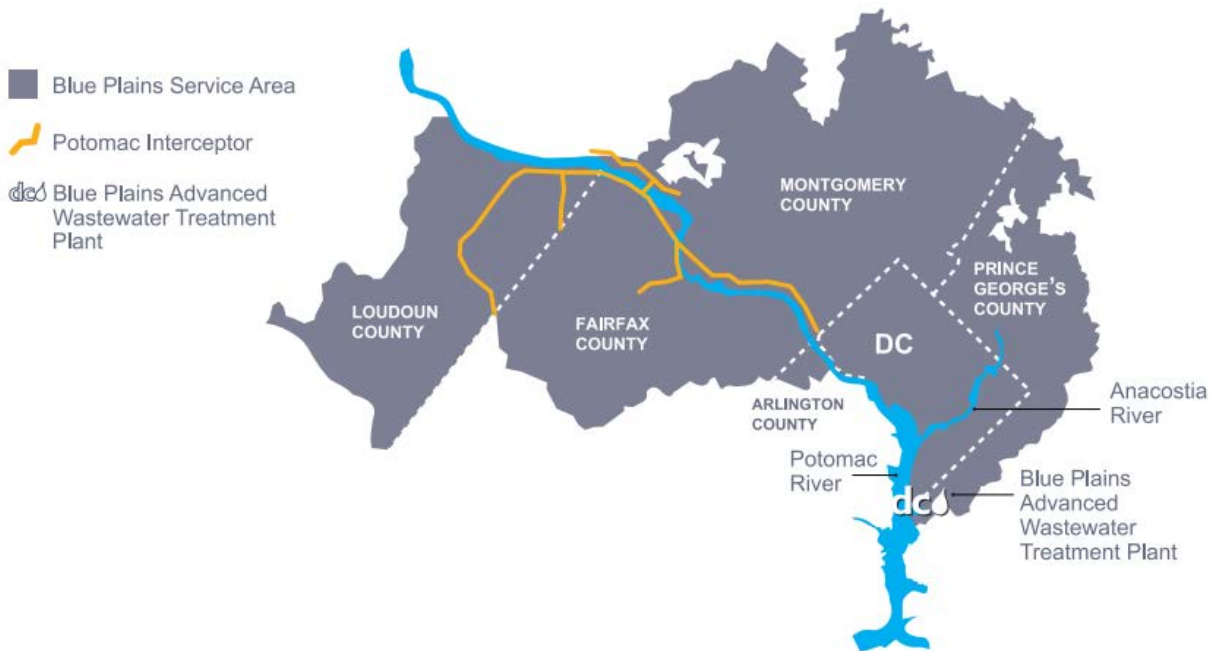 Blue Plains Service Area
Potomac Interceptor
dc Blue Plains Advanced
Wastewater Treatment
Plant
MONTGOMERY
COUNTY
PRINCE
GEORGE'S
COUNTY
LOUDOUN
COUNTY
FAIRFAX
COUNTY
DC
ARLINGTON
COUNTY
Anacostia
River
Potomac
River
dc
Blue Plains
Advanced
Wastewater
Treatment Plant